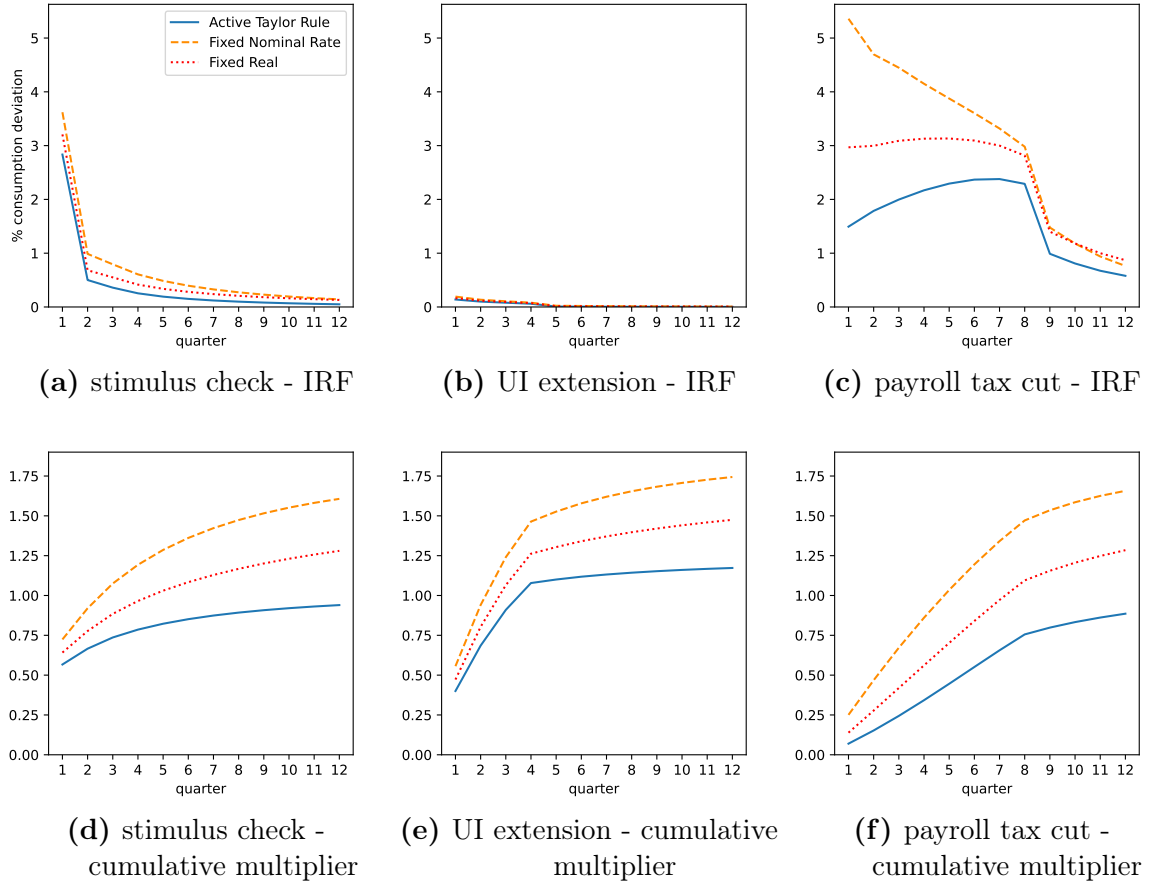 % consumption deviation
5
4
3
2
1
0
Active Taylor Rule
Fixed Nominal Rate
Fixed Real
1 2 3 4 5 6 7 8 9 10 11 12
quarter
(a) stimulus check - IRF
5
4
3
2
1
0
1 2 3 4 5 6 7 8 9 10 11 12
quarter
(b) UI extension - IRF
5
4
3
2
1
0
1 2 3 4 5 6 7 8 9 10 11 12
quarter
(c) payroll tax cut - IRF
1.75
1.50
1.25
1.00
0.75
0.50
0.25
0.00
1 2 3 4 5 6 7 8 9 10 11 12
quarter
(d) stimulus check -
cumulative multiplier
1.75
1.50
1.25
1.00
0.75
0.50
0.25
0.00
1 2 3 4 5 6 7 8 9 10 11 12
quarter
(e) UI extension - cumulative
multiplier
1.75
1.50
1.25
1.00
0.75
0.50
0.25
0.00
1 2 3 4 5 6 7 8 9 10 11 12
quarter
(f) payroll tax cut -
cumulative multiplier